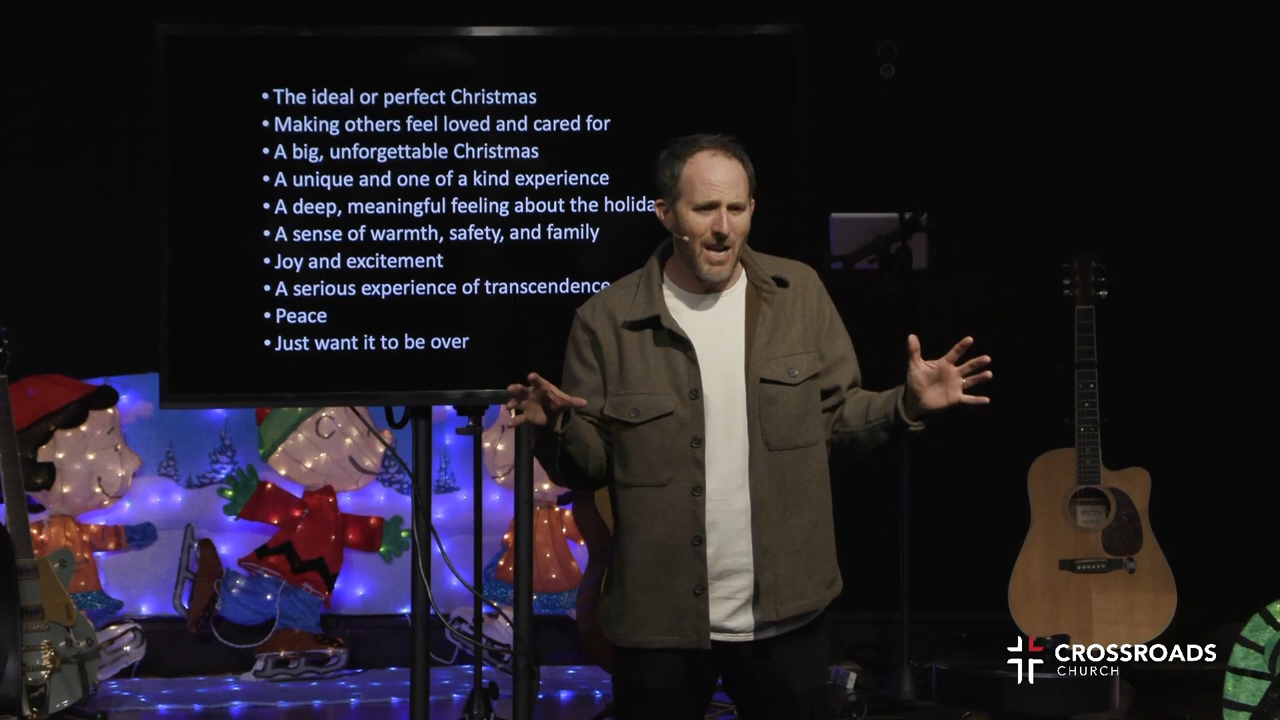 • The ideal or perfect Christmas
• Making others feel loved and cared for
• A big, unforgettable Christmas
• A unique and one of a kind experience
• A deep, meaningful feeling about the holida
• A sense of warmth, safety, and family
• Joy and excitement
• A serious experience of transcendence
• Peace
• Just want it to be over
CROSSROADS
CHURCH